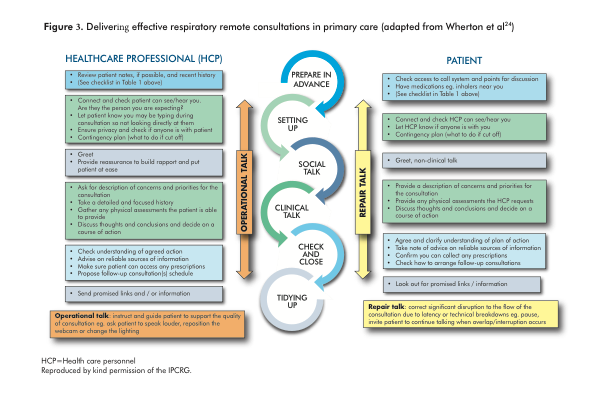 Figure 3. Delivering effective respiratory remote consultations in primary care (adapted from Wherton et al24)
HEALTHCARE PROFESSIONAL (HCP)
• Review patient notes, if possible, and recent history
• (See checklist in Table 1 above)
• Connect and check patient can see/hear you.
Are they the person you are expecting?
• Let patient know you may be typing during
consultation so not looking directly at them
• Ensure privacy and check if anyone is with patient
• Contingency plan (what to do if cut off)
• Greet
• Provide reassurance to build rapport and put
patient at ease
• Ask for description of concerns and priorities for the
consultation
• Take a detailed and focused history
• Gather any physical assessments the patient is able
to provide
• Discuss thoughts and conclusions and decide on a
course of action
• Check understanding of agreed action
• Advise on reliable sources of information
• Make sure patient can access any prescriptions
• Propose follow-up consultation(s) schedule
• Send promised links and / or information
Operational talk: instruct and guide patient to support the quality
of consultation eg. ask patient to speak louder, reposition the
webcam or change the lighting
OPERATIONAL TALK
PREPARE IN
ADVANCE
SETTING
UP
SOCIAL
TALK
CLINICAL
TALK
CHECK
AND
CLOSE
TIDYING
UP
REPAIR TALK
PATIENT
• Check access to call system and points for discussion
• Have medications eg. inhalers near you
• (See checklist in Table 1 above)
• Connect and check HCP can see/hear you
• Let HCP know if anyone is with you
• Contingency plan (what to do if cut off)
• Greet, non-clinical talk
• Provide a description of concerns and priorities for
the consultation
• Provide any physical assessments the HCP requests
• Discuss thoughts and conclusions and decide on a
course of action
• Agree and clarify understanding of plan of action
• Take note of advice on reliable sources of information
• Confirm you can collect any prescriptions
• Check how to arrange follow-up consultations
• Look out for promised links / information
Repair talk: correct significant disruption to the flow of the
consultation due to latency or technical breakdowns eg. pause,
invite patient to continue talking when overlap/interruption occurs
HCP=Health care personnel
Reproduced by kind permission of the IPCRG.